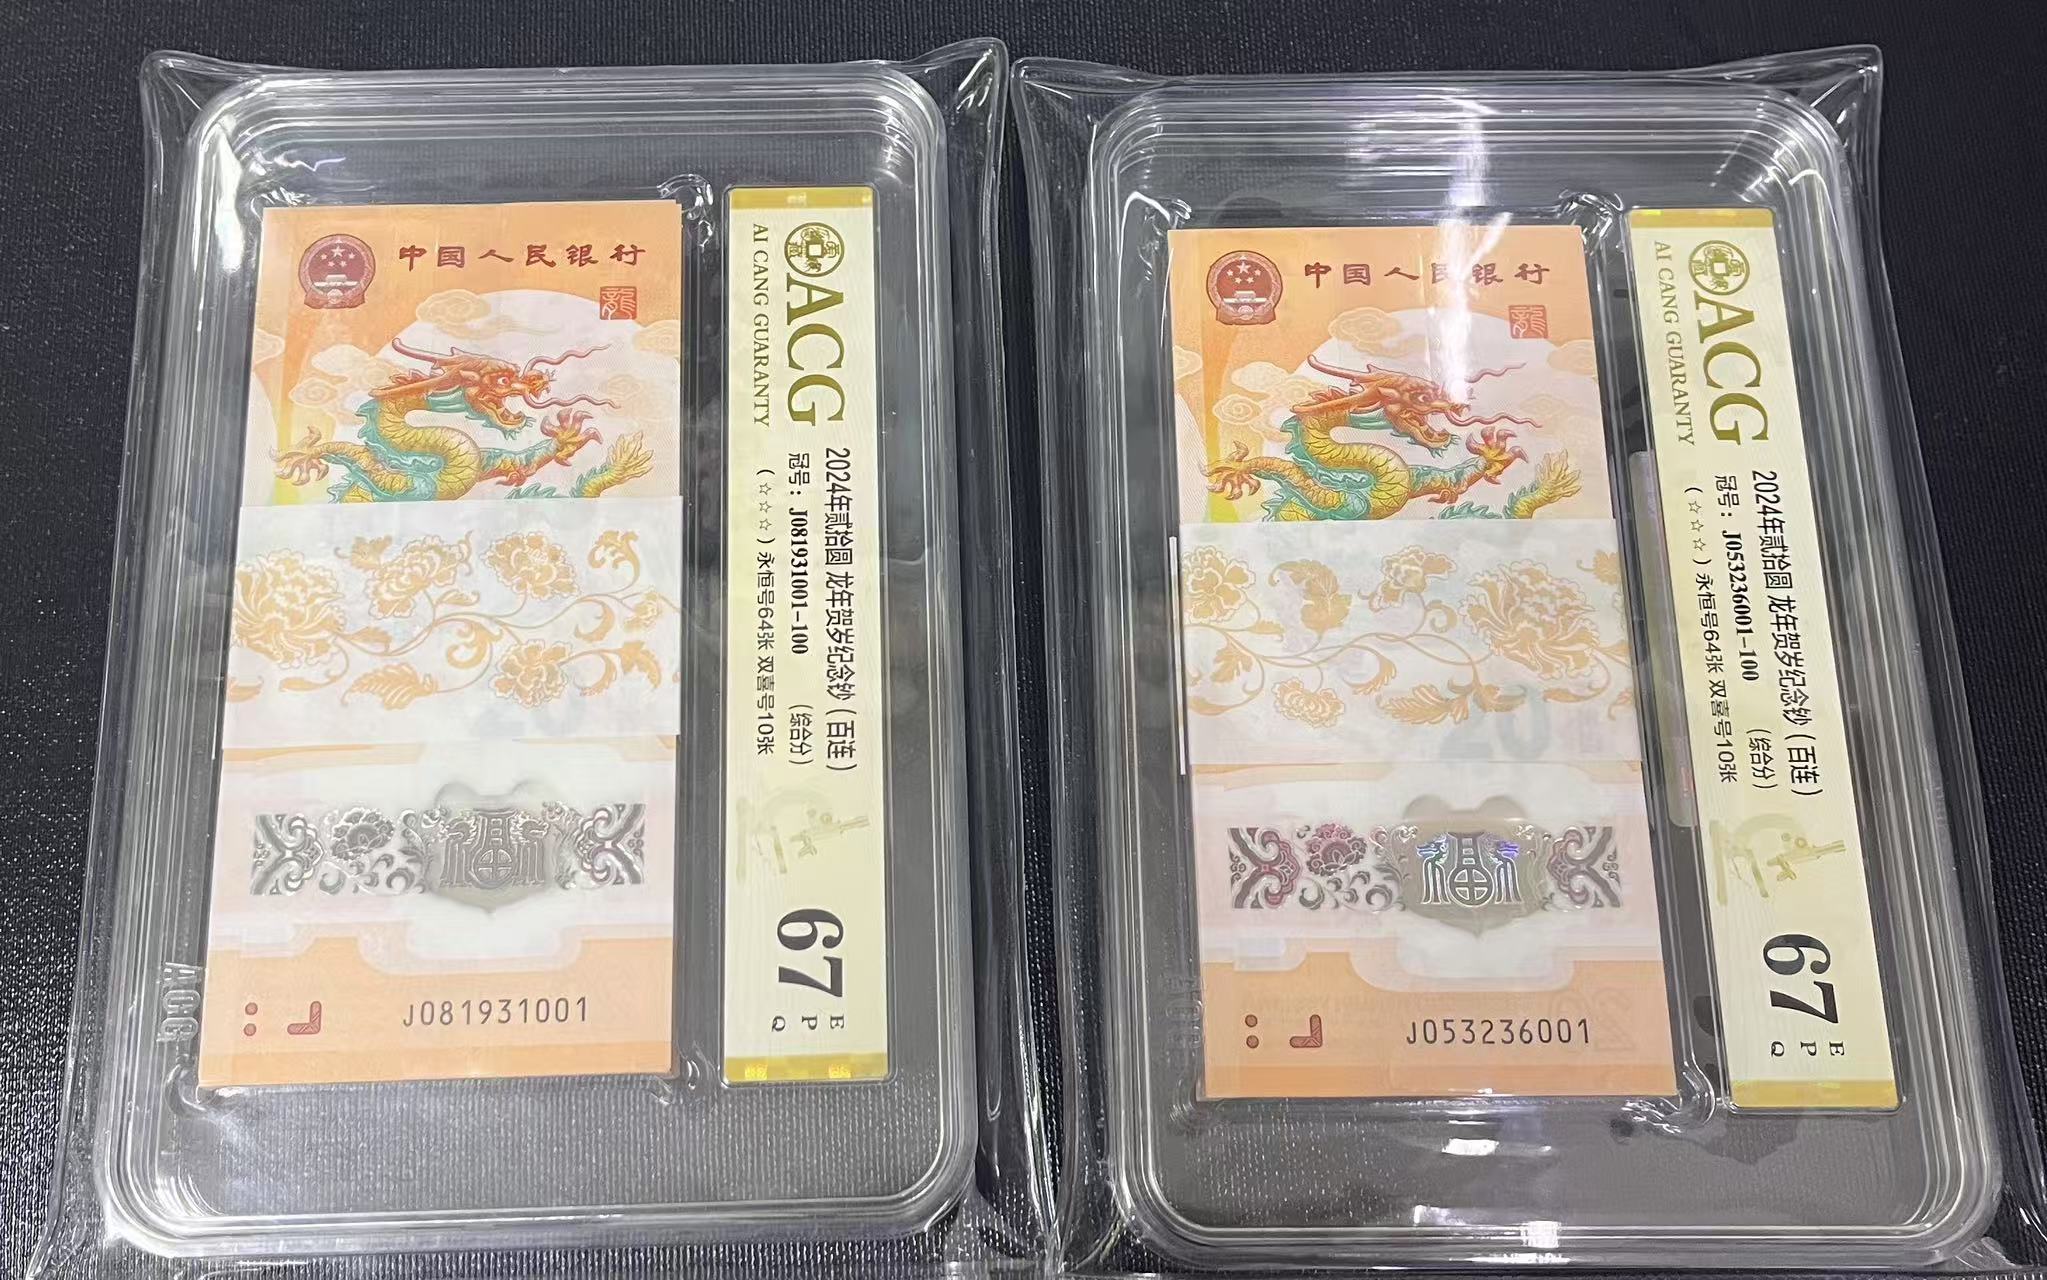 中国人民银行
龍
福
J081931001
ACG
AI CANG GUARANTY
2024年贰拾圆 龙年贺岁纪念钞（百连）
冠号：J081931001-100 （综合分）
（☆☆☆）永恒号64张 双喜号10张
67
E
P
Q
ACG
中国人民银行
龍
福
J053236001
ACG
AI CANG GUARANTY
2024年贰拾圆 龙年贺岁纪念钞（百连）
冠号：J053236001-100 （综合分）
（☆☆☆）永恒号64张 双喜号10张
67
E
P
Q